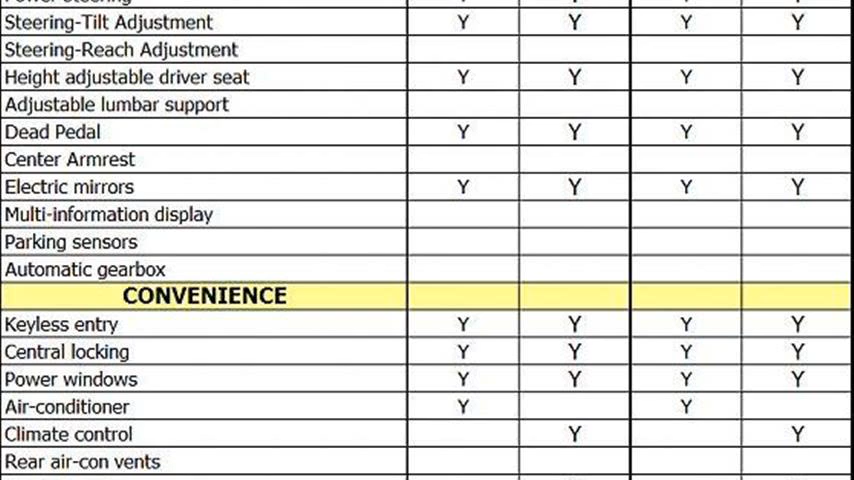 Power steering Y Y Y Y
Steering-Tilt Adjustment Y Y Y Y
Steering-Reach Adjustment
Height adjustable driver seat Y Y Y Y
Adjustable lumbar support
Dead Pedal Y Y Y Y
Center Armrest
Electric mirrors Y Y Y Y
Multi-information display
Parking sensors
Automatic gearbox
CONVENIENCE
Keyless entry Y Y Y Y
Central locking Y Y Y Y
Power windows Y Y Y Y
Air-conditioner Y Y
Climate control Y Y
Rear air-con vents